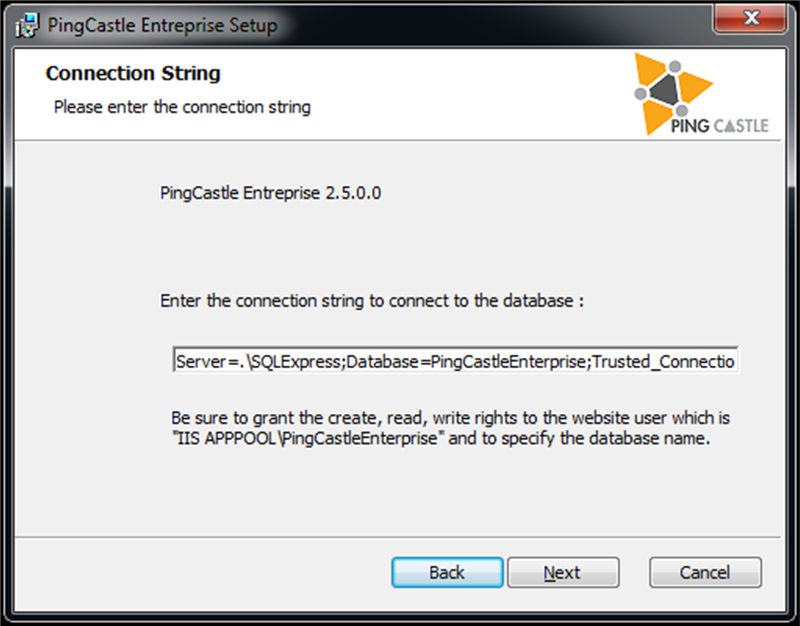 PingCastle Entreprise Setup
Connection String
Please enter the connection string
PING CASTLE
PingCastle Entreprise 2.5.0.0
Enter the connection string to connect to the database :
Server=.\SQLExpress;Database=PingCastleEnterprise;Trusted_Connectio
Be sure to grant the create, read, write rights to the website user which is
"IIS APPPOOL\PingCastleEnterprise" and to specify the database name.
Back Next Cancel